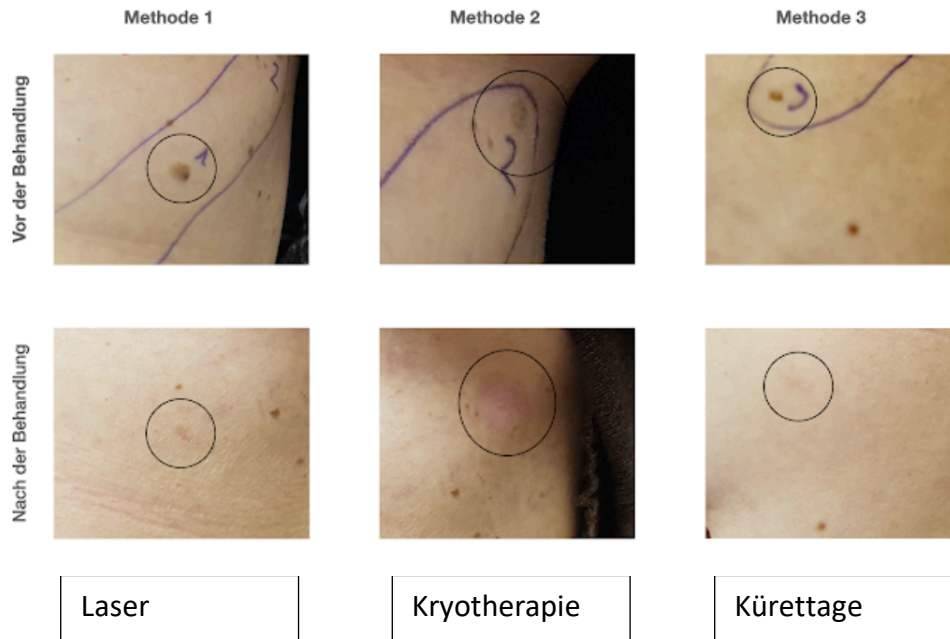 Methode 1
Methode 2
Methode 3
Vor der Behandlung
Nach der Behandlung
Laser
Kryotherapie
Kürettage